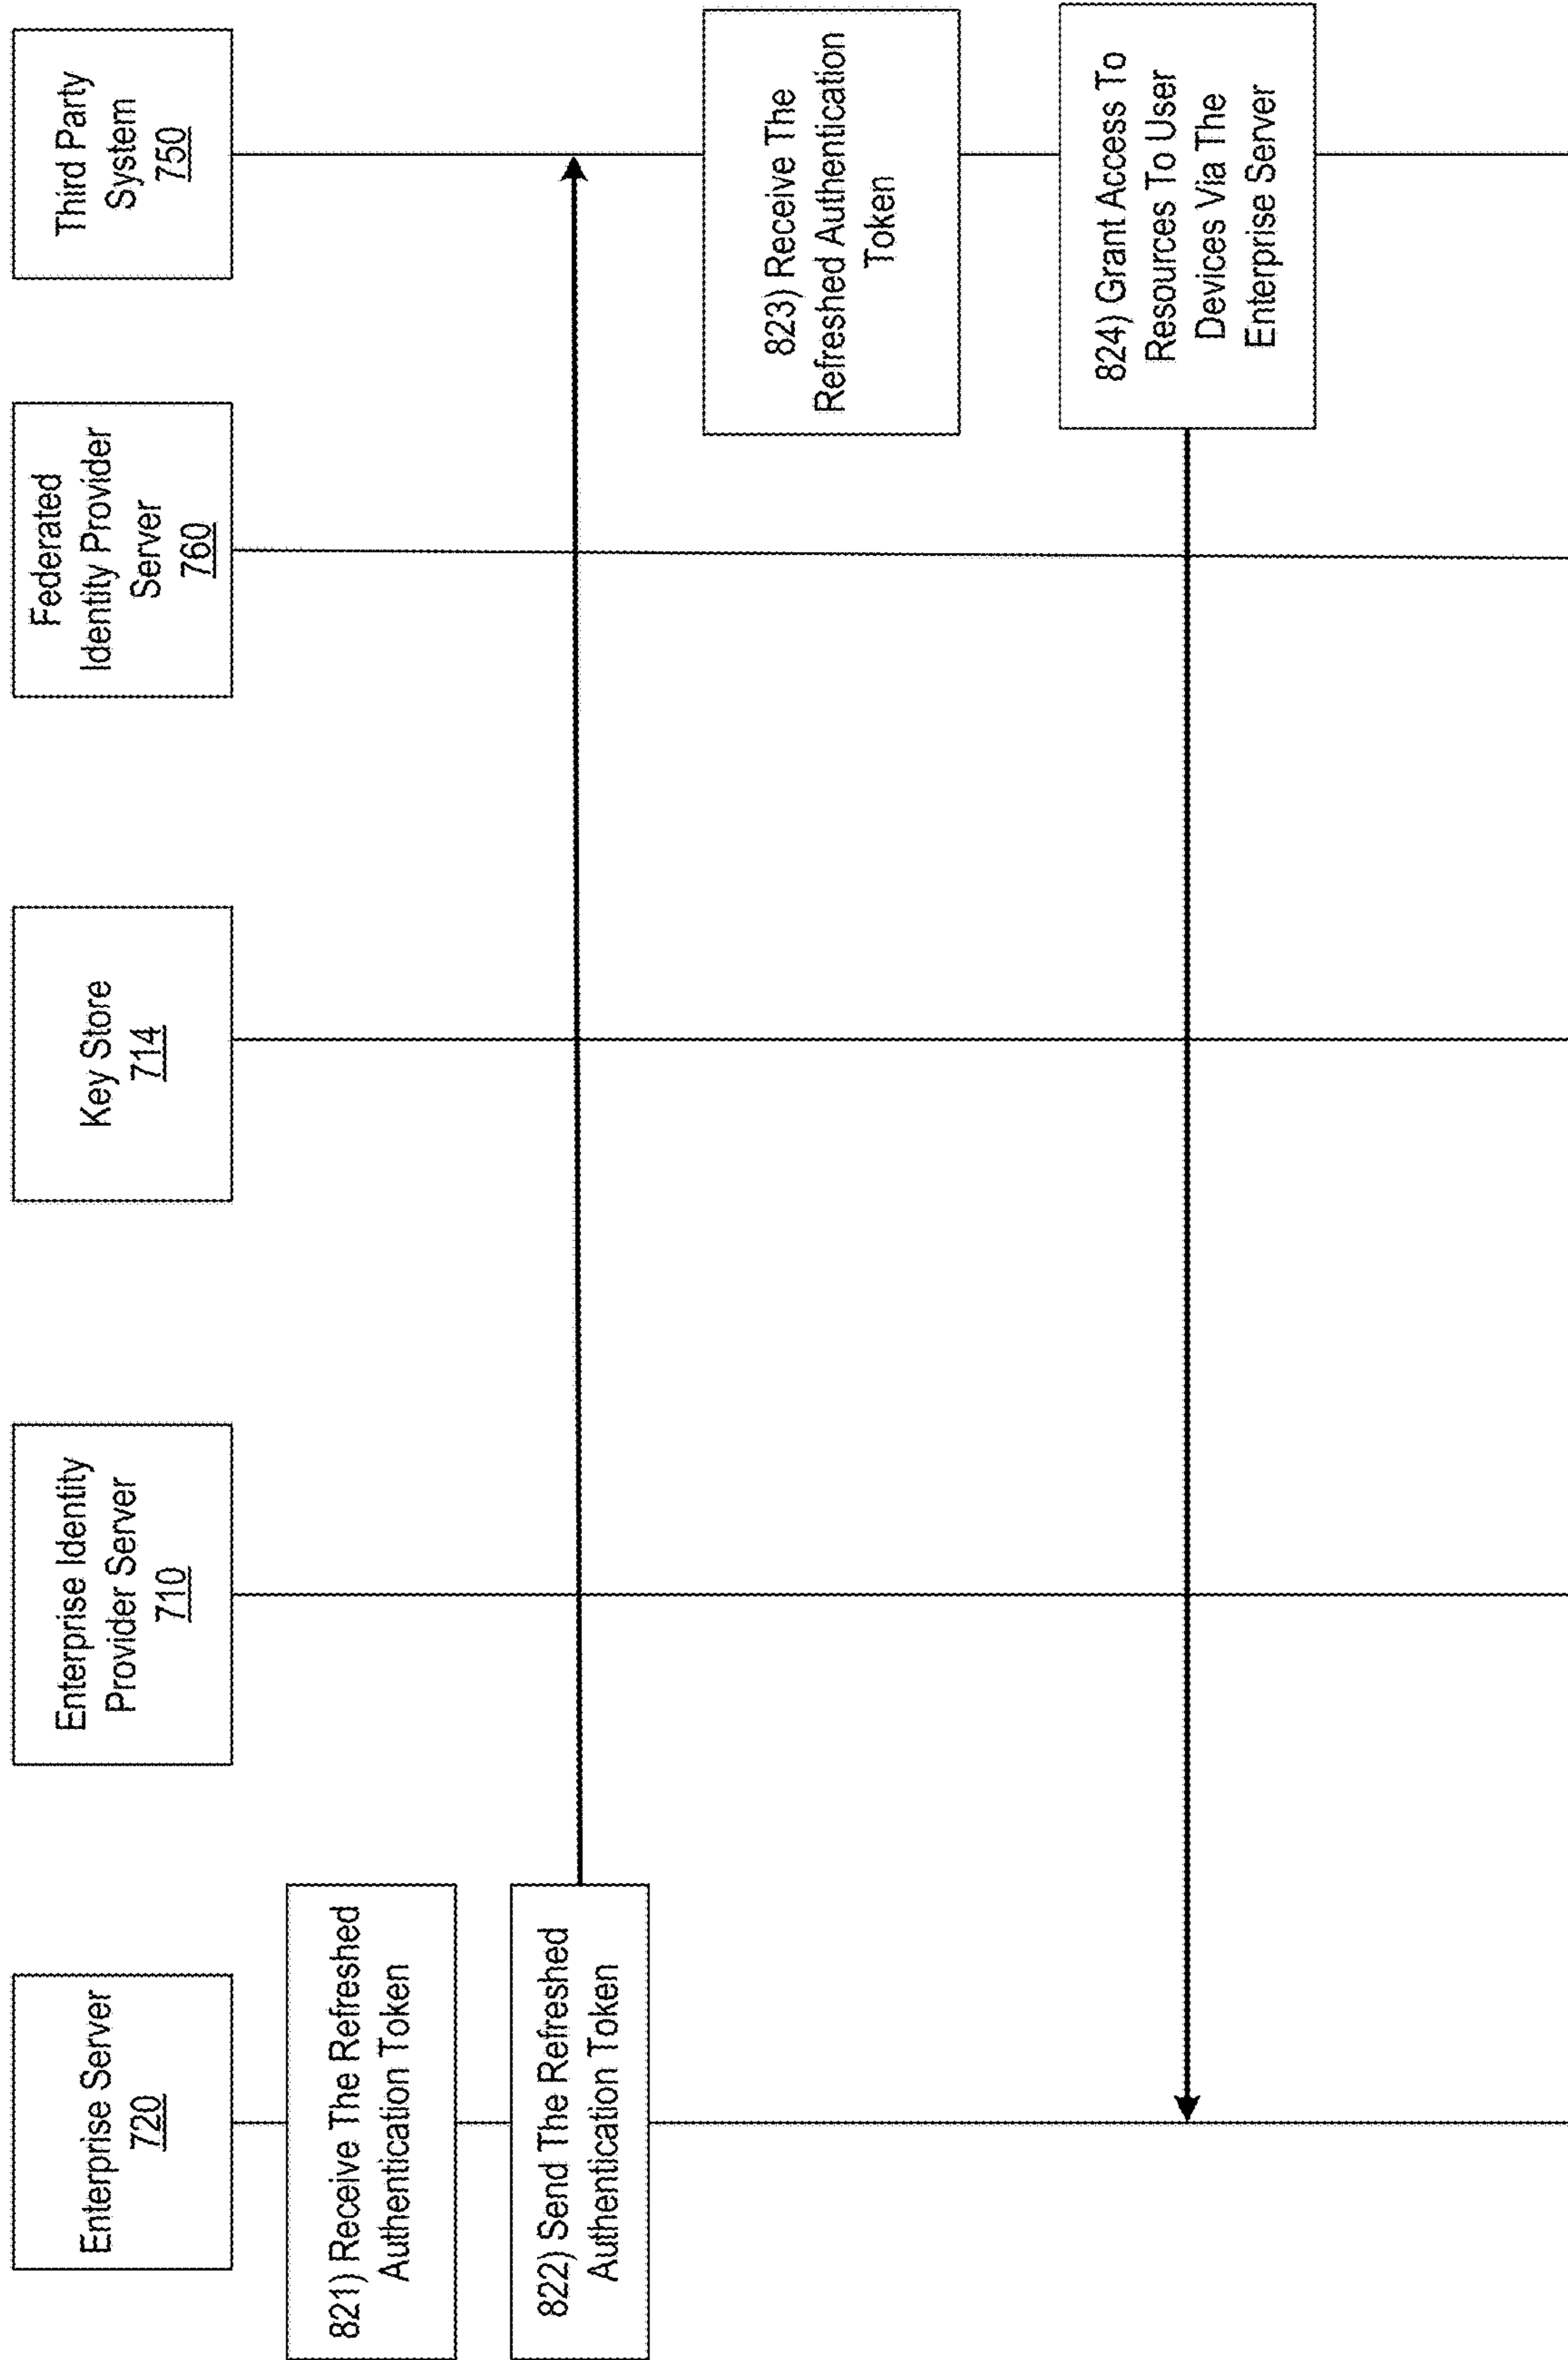 Enterprise Server
720
Enterprise Identity
Provider Server
710
Key Store
714
Federated
Identity Provider
Server
760
Third Party
System
750
821) Receive The Refreshed
Authentication Token
822) Send The Refreshed
Authentication Token
823) Receive The
Refreshed Authentication
Token
824) Grant Access To
Resources To User
Devices Via The
Enterprise Server